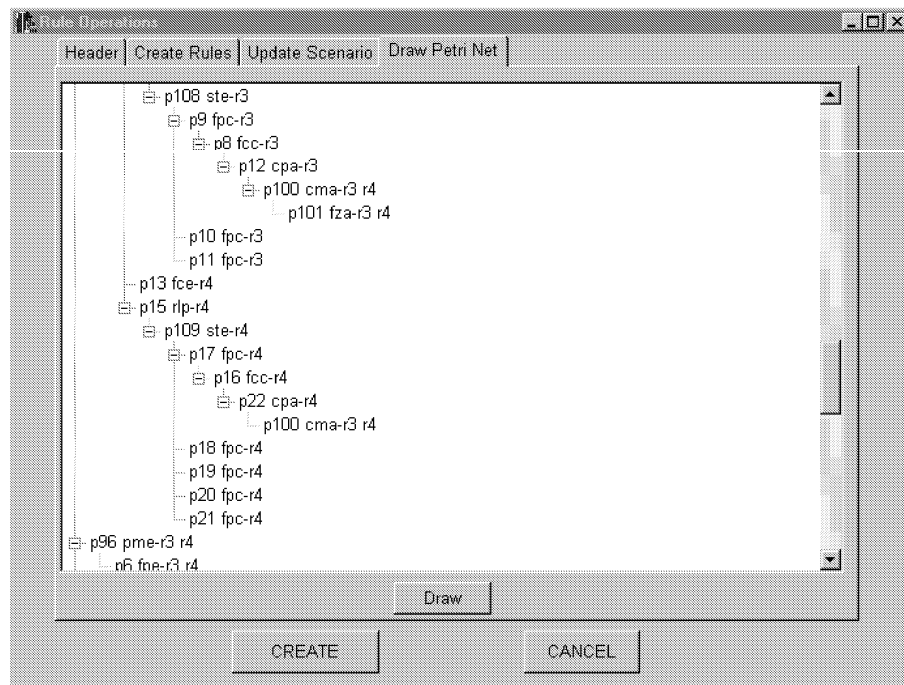 Rule Operations
Header Create Rules Update Scenario Draw Petri Net
p108 ste-r3
p9 fpc-r3
p8 fcc-r3
p12 cpa-r3
p100 cma-r3 r4
p101 fza-r3 r4
p10 fpc-r3
p11 fpc-r3
p13 fce-r4
p15 rlp-r4
p109 ste-r4
p17 fpc-r4
p16 fcc-r4
p22 cpa-r4
p100 cma-r3 r4
p18 fpc-r4
p19 fpc-r4
p20 fpc-r4
p21 fpc-r4
p96 pme-r3 r4
p6 fpe-r3 r4
Draw
CREATE CANCEL